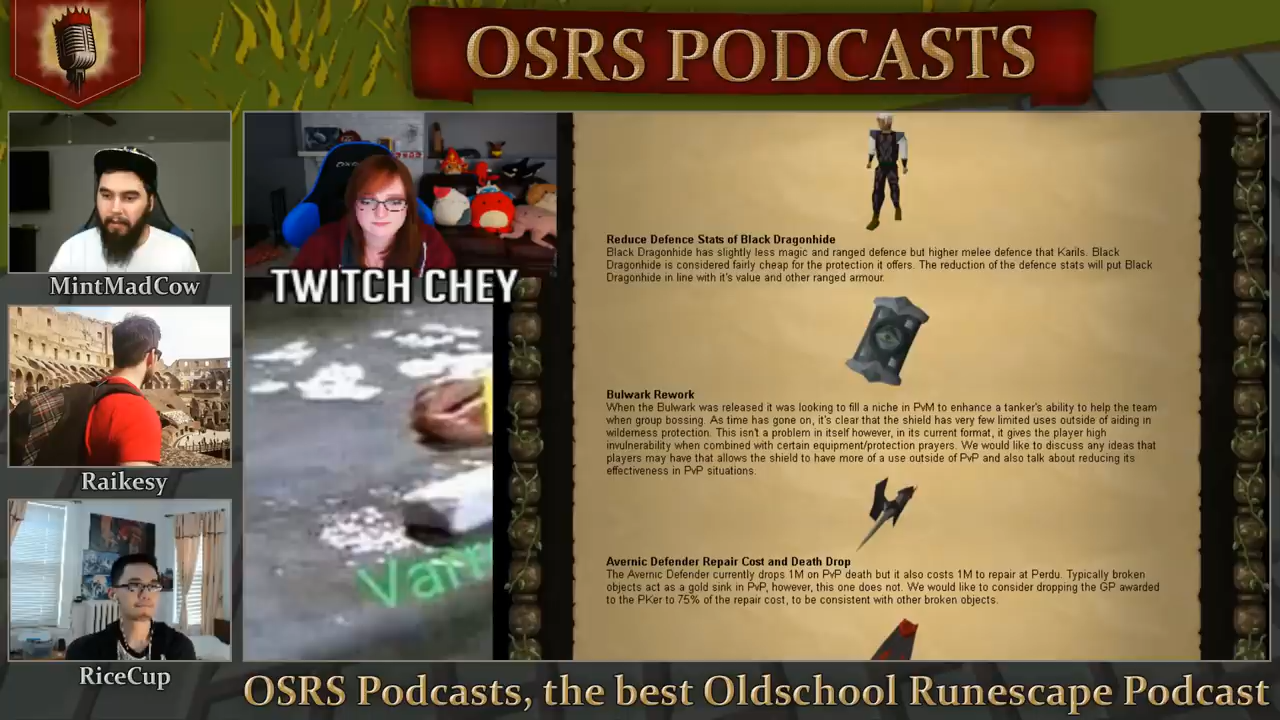 OSRS PODCASTS
MintMadCow
Raikesy
RiceCup
TWITCH CHEY
Reduce Defence Stats of Black Dragonhide
Black Dragonhide has slightly less magic and ranged defence but higher melee defence that Karils. Black
Dragonhide is considered fairly cheap for the protection it offers. The reduction of the defence stats will put Black
Dragonhide in line with it's value and other ranged armour.
Bulwark Rework
When the Bulwark was released it was looking to fill a niche in PvM to enhance a tanker's ability to help the team
when group bossing. As time has gone on, it's clear that the shield has very few limited uses outside of aiding in
wilderness protection. This isn't a problem in itself however, in its current format, it gives the player high
invulnerability when combined with certain equipment/protection prayers. We would like to discuss any ideas that
players may have that allows the shield to have more of a use outside of PvP and also talk about reducing its
effectiveness in PvP situations.
Avernic Defender Repair Cost and Death Drop
The Avernic Defender currently drops 1M on PvP death but it also costs 1M to repair at Perdu. Typically broken
objects act as a gold sink in PvP, however, this one does not. We would like to consider dropping the GP awarded
to the PKer to 75% of the repair cost, to be consistent with other broken objects.
OSRS Podcasts, the best Oldschool Runescape Podcast